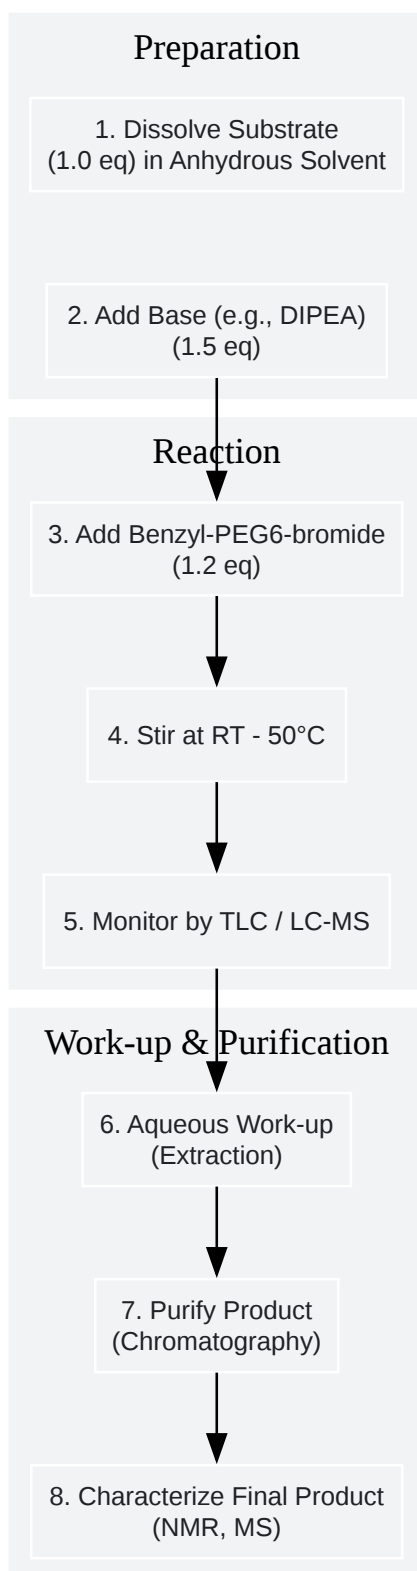 Preparation
1. Dissolve Substrate
(1.0 eq) in Anhydrous Solvent
2. Add Base (e.g., DIPEA)
(1.5 eq)
Reaction
3. Add Benzyl-PEG6-bromide
(1.2 eq)
4. Stir at RT - 50°C
5. Monitor by TLC / LC-MS
Work-up & Purification
6. Aqueous Work-up
(Extraction)
7. Purify Product
(Chromatography)
8. Characterize Final Product
(NMR, MS)